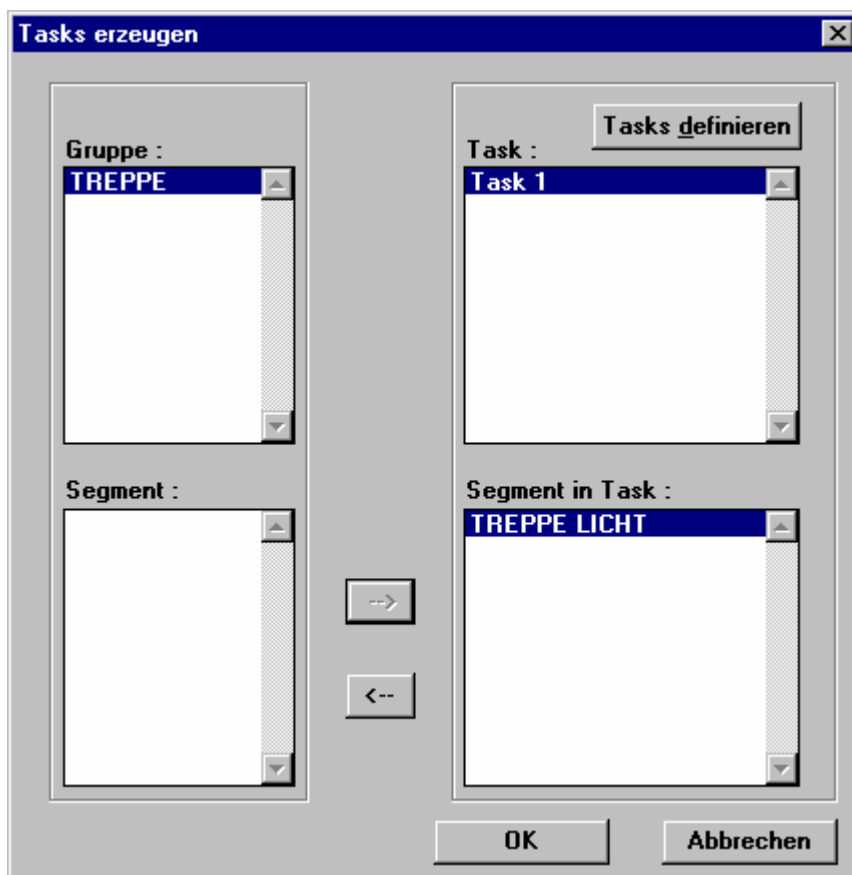 Tasks erzeugen
Gruppe :
TREPPE
Segment :
-->
<--
Tasks definieren
Task :
Task 1
Segment in Task :
TREPPE LICHT
OK
Abbrechen